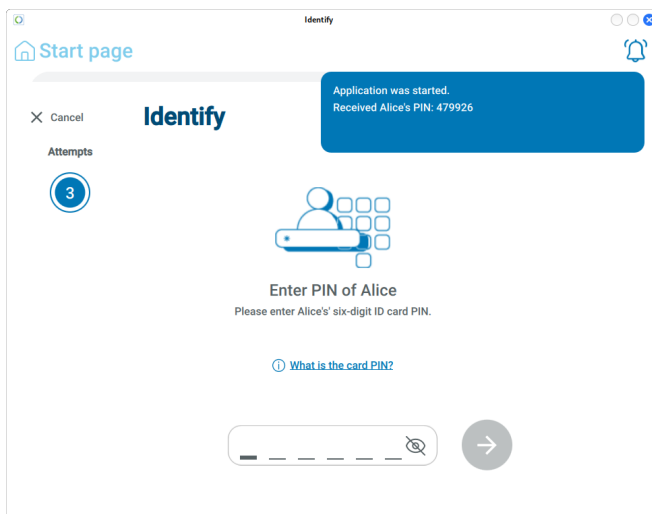 Identify
Start page
Application was started.
Received Alice's PIN: 479926
Cancel
Identify
Attempts
3
Enter PIN of Alice
Please enter Alice's' six-digit ID card PIN.
What is the card PIN?